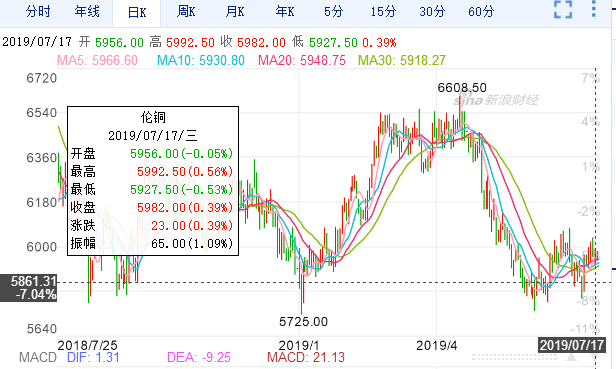 分时 年线 日K 周K 月K 年K 5分 15分 30分 60分
2019/07/17 开 5956.00 高 5992.50 收 5982.00 低 5927.50 0.39%
MA5: 5966.60 MA10: 5930.80 MA20: 5948.75 MA30: 5918.27
6720 7%
6608.50
sina新浪财经
6540 4%
伦铜
2019/07/17/三
开盘 5956.00(-0.05%)
6360 1%
最高 5992.50(0.56%)
最低 5927.50(-0.53%)
6180 -2%
收盘 5982.00(0.39%)
涨跌 23.00(0.39%)
6000 -5%
振幅 65.00(1.09%)
5861.31
-7.04%
-8%
5725.00
5640 -11%
2018/7/25 2019/1 2019/4 2019/07/17
MACD DIF: 1.31 DEA: -9.25 MACD: 21.13